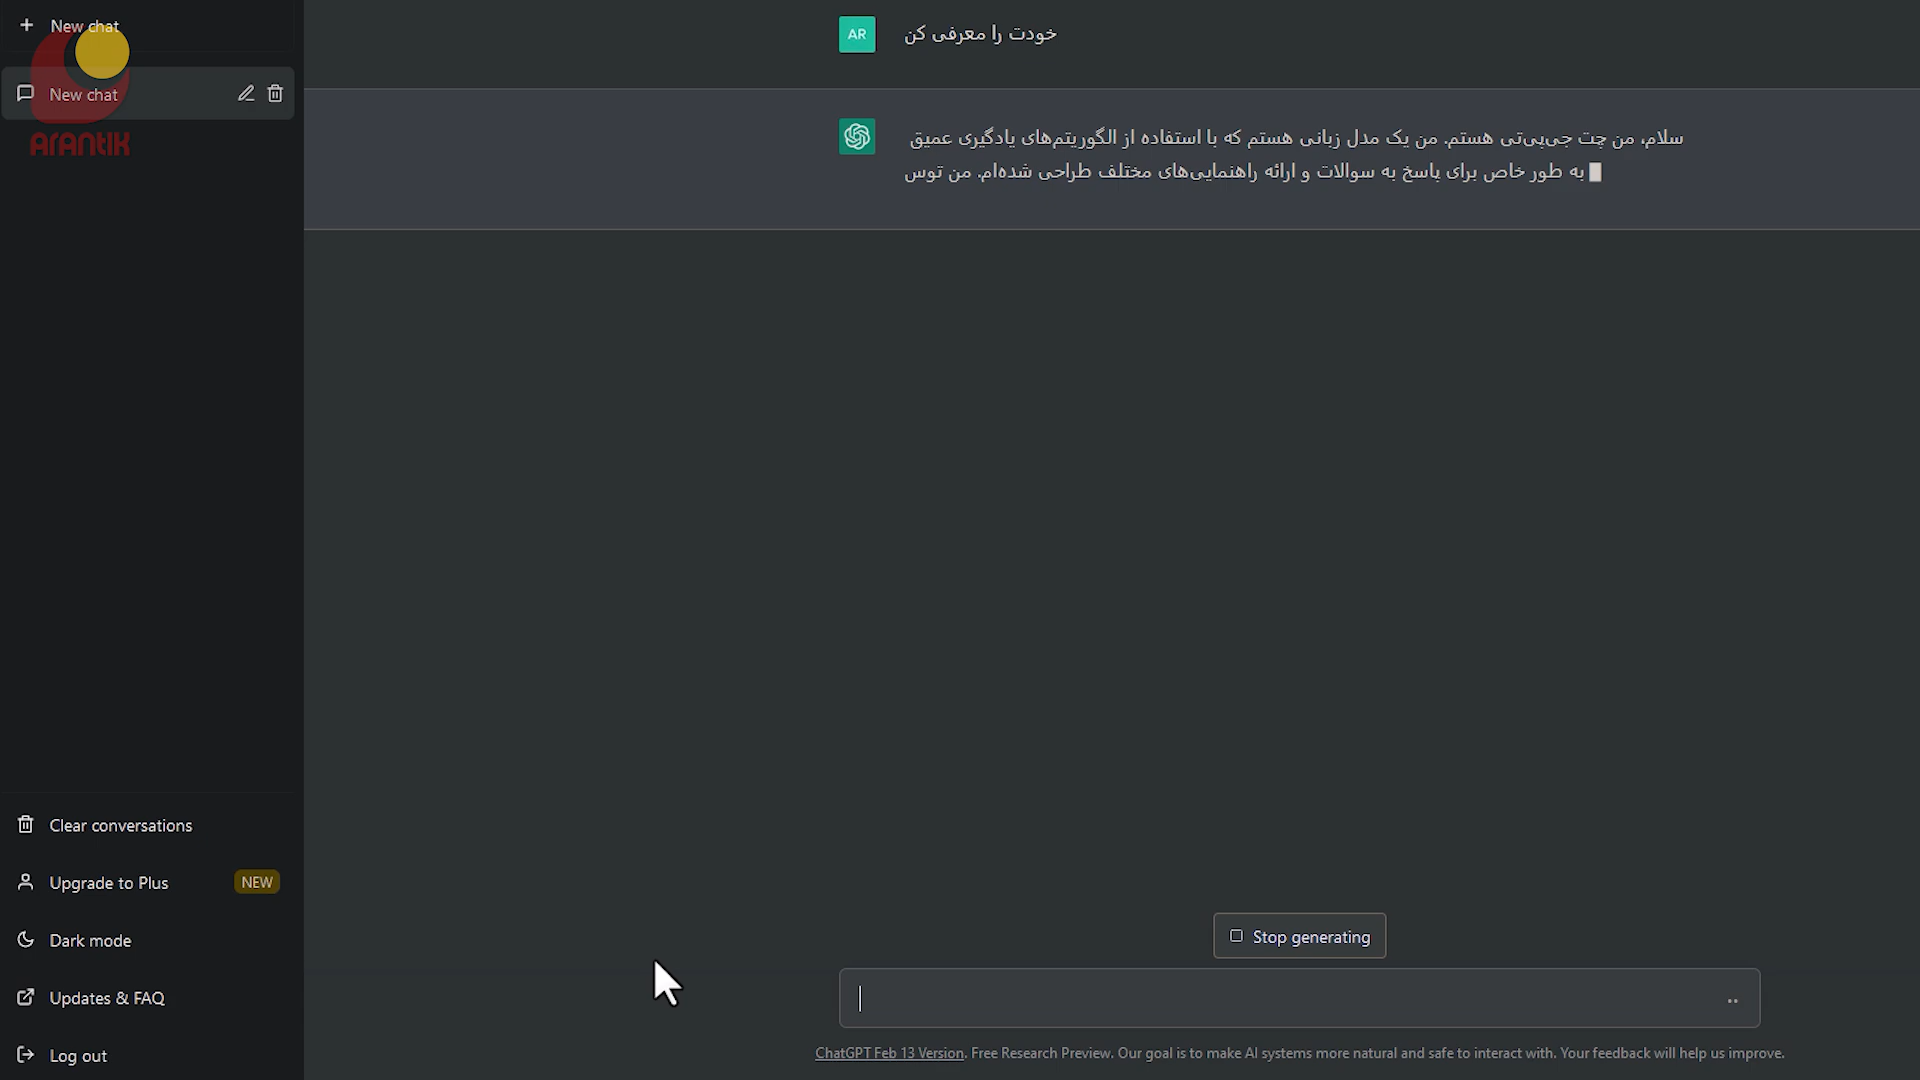 New chat
New chat
arantik
Clear conversations
Upgrade to Plus NEW
Dark mode
Updates & FAQ
Log out
AR
خودت را معرفی کن
سلام، من چت جی‌پی‌تی هستم. من یک مدل زبانی هستم که با استفاده از الگوریتم‌های یادگیری عمیق
به طور خاص برای پاسخ به سوالات و ارائه راهنمایی‌های مختلف طراحی شده‌ام. من توس
Stop generating
ChatGPT Feb 13 Version. Free Research Preview. Our goal is to make AI systems more natural and safe to interact with. Your feedback will help us improve.